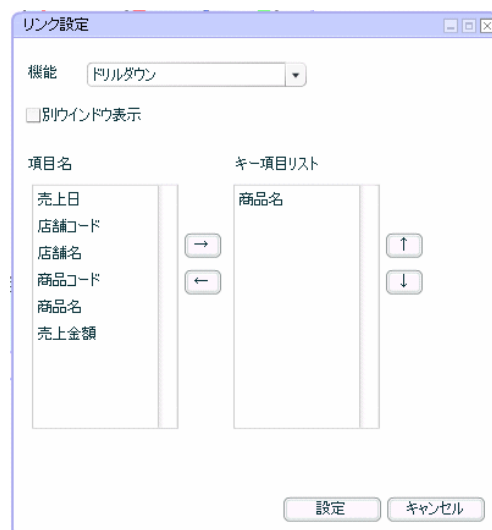 リンク設定
機能 ドリルダウン
別ウインドウ表示
項目名
売上日
店舗コード
店舗名
商品コード
商品名
売上金額
→
←
キー項目リスト
商品名
↑
↓
設定 キャンセル